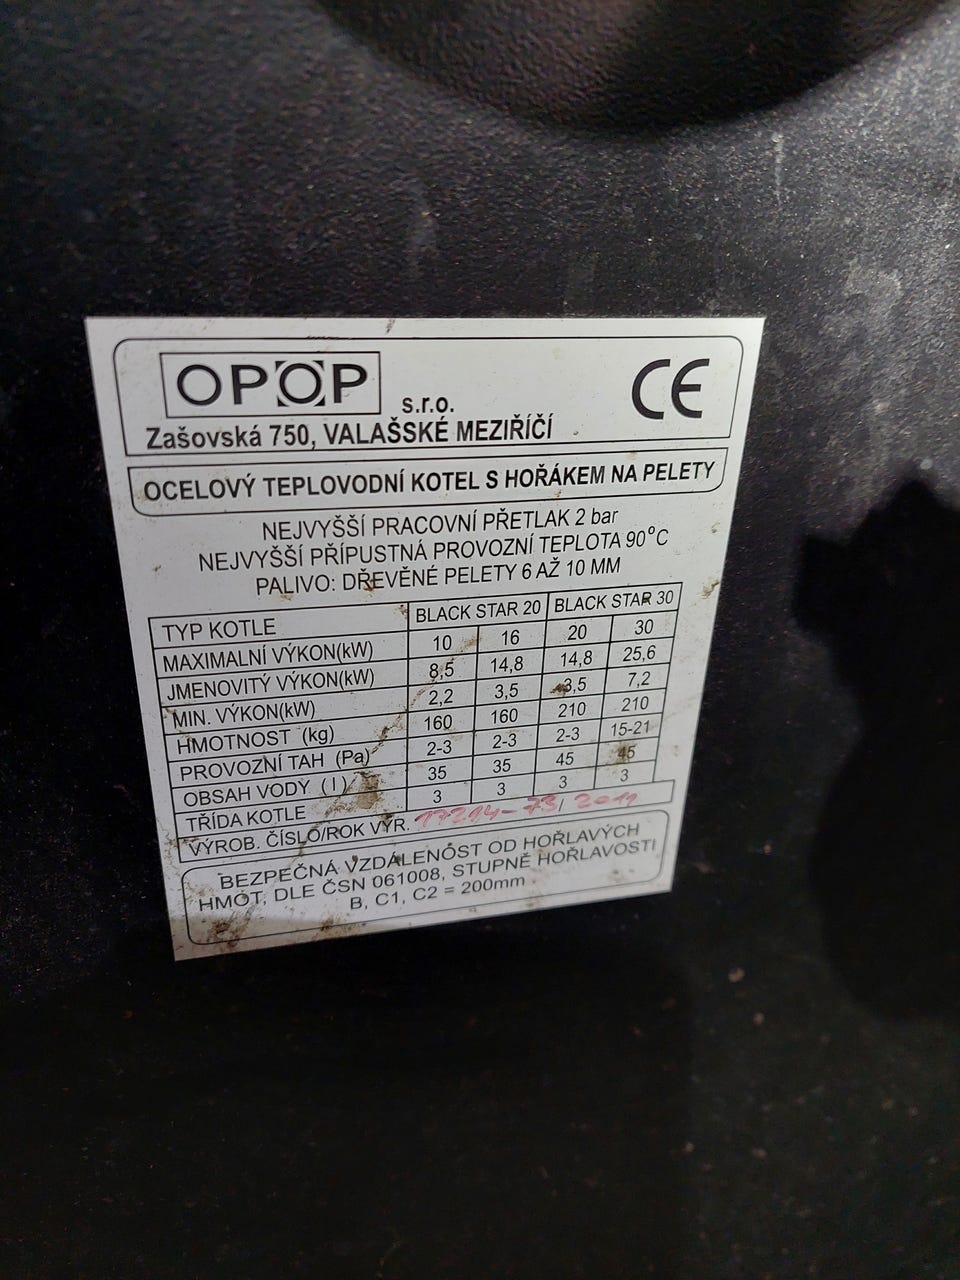 OPOP s.r.o.
CE
Zašovská 750, VALAŠSKÉ MEZIŘÍČÍ
OCELOVÝ TEPLOVODNÍ KOTEL S HOŘÁKEM NA PELETY
NEJVYŠŠÍ PRACOVNÍ PŘETLAK 2 bar
NEJVYŠŠÍ PŘÍPUSTNÁ PROVOZNÍ TEPLOTA 90°C
PALIVO: DŘEVĚNÉ PELETY 6 AŽ 10 MM
TYP KOTLE BLACK STAR 20 BLACK STAR 30
MAXIMALNÍ VÝKON(kW) 10 16 20 30
JMENOVITÝ VÝKON(kW) 8,5 14,8 14,8 25,6
MIN. VÝKON(kW) 2,2 3,5 3,5 7,2
HMOTNOST (kg) 160 160 210 210
PROVOZNÍ TAH (Pa) 2-3 2-3 2-3 15-21
OBSAH VODY (l) 35 35 45 45
TŘÍDA KOTLE 3 3 3 3
VÝROB. ČÍSLO/ROK VÝR. 17214-73/2011
BEZPEČNÁ VZDÁLENOST OD HOŘLAVÝCH
HMOT, DLE ČSN 061008, STUPNĚ HOŘLAVOSTI
B, C1, C2 = 200mm